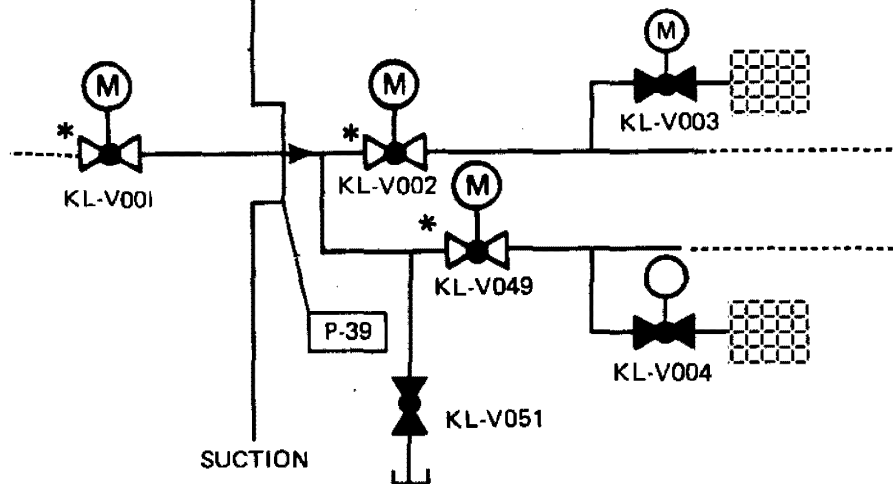 M
KL-V003
M
*
KL-V001
M
*
KL-V002
M
*
KL-V049
P-39
KL-V004
KL-V051
SUCTION